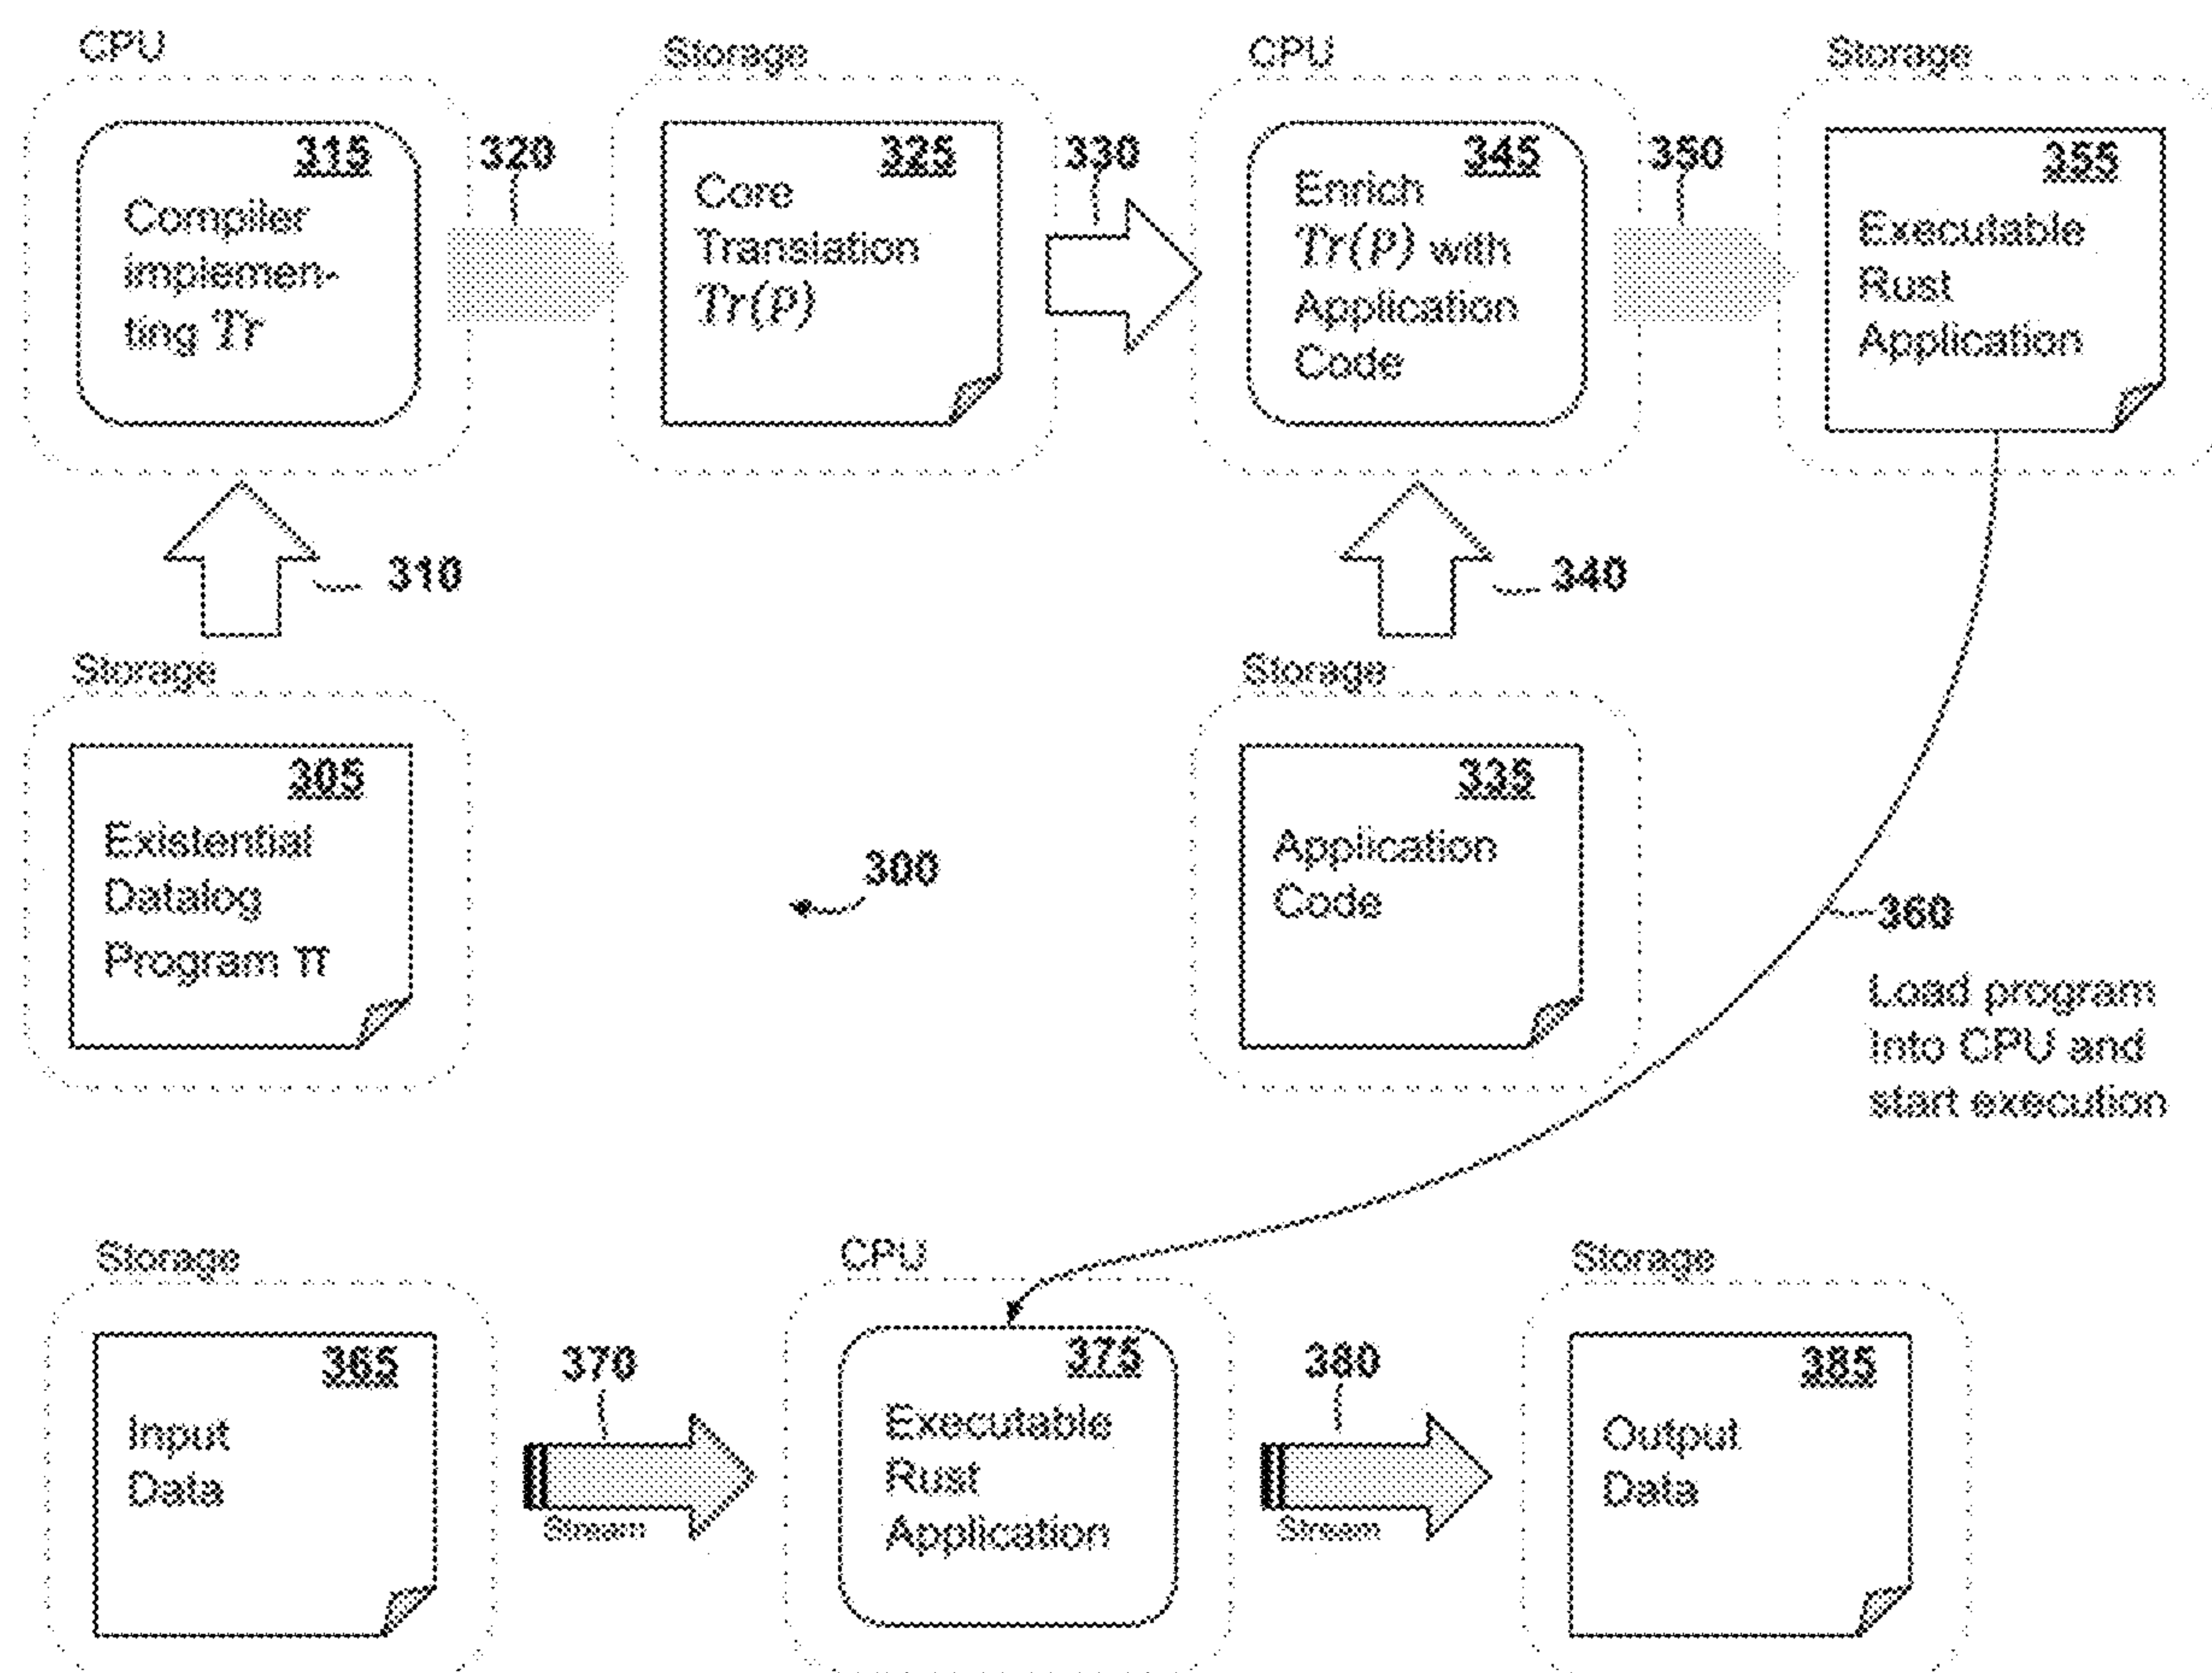 CPU
315
Compiler
implemen-
ting Tr
320
Storage
325
Core
Translation
Tr(P)
330
CPU
345
Enrich
Tr(P) with
Application
Code
350
Storage
355
Executable
Rust
Application
310
340
Storage
305
Existential
Datalog
Program π
300
Storage
335
Application
Code
360
Load program
into CPU and
start execution
Storage
365
Input
Data
370
Stream
CPU
375
Executable
Rust
Application
380
Stream
Storage
385
Output
Data